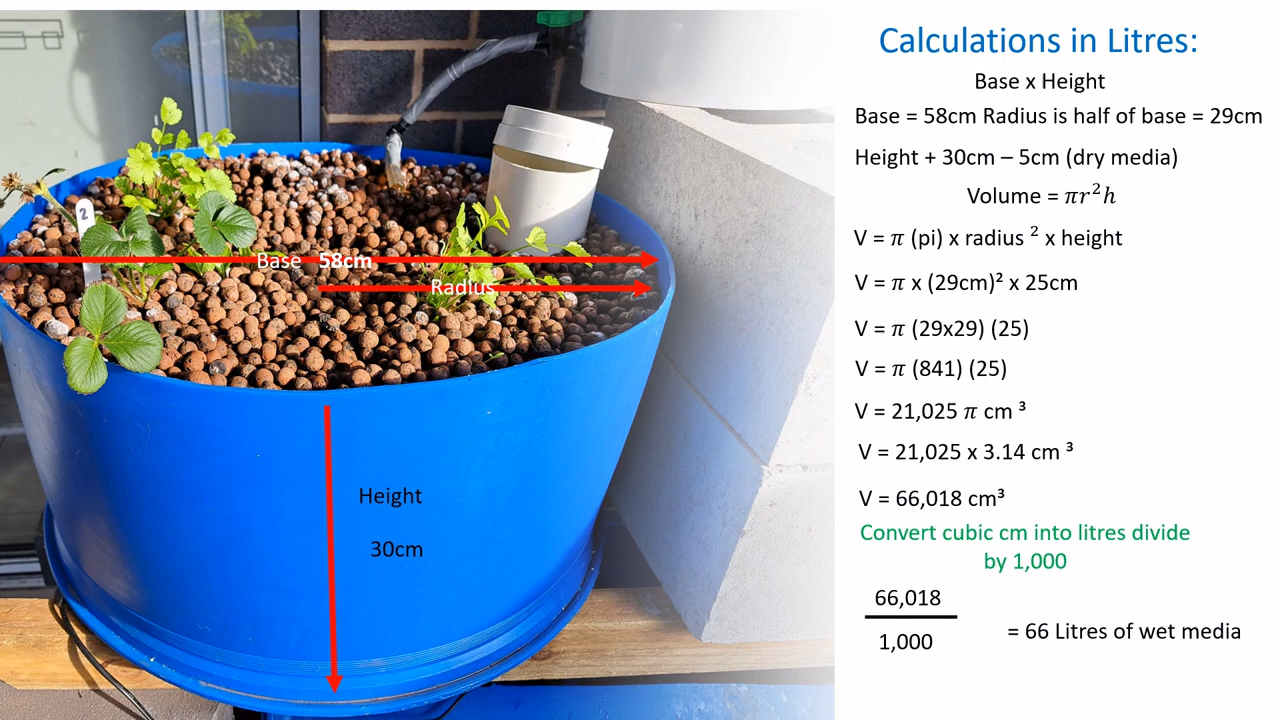 Calculations in Litres:
Base x Height
Base = 58cm Radius is half of base = 29cm
Height + 30cm – 5cm (dry media)
Volume = 𝜋𝑟²ℎ
V = 𝜋 (pi) x radius ² x height
V = 𝜋 x (29cm)² x 25cm
V = 𝜋 (29x29) (25)
V = 𝜋 (841) (25)
V = 21,025 𝜋 cm ³
V = 21,025 x 3.14 cm ³
V = 66,018 cm³
Convert cubic cm into litres divide
by 1,000
66,018
1,000
= 66 Litres of wet media
2
Base 58cm
Radius
Height
30cm